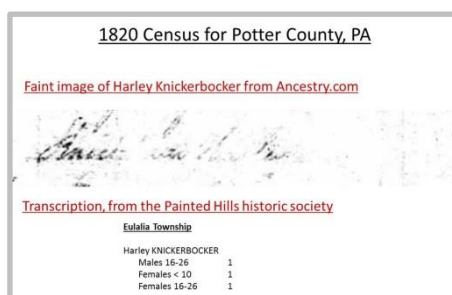 1820 Census for Potter County, PA
Faint image of Harley Knickerbocker from Ancestry.com
Transcription, from the Painted Hills historic society
Eulalia Township
Harley KNICKERBOCKER
Males 16-26 1
Females < 10 1
Females 16-26 1